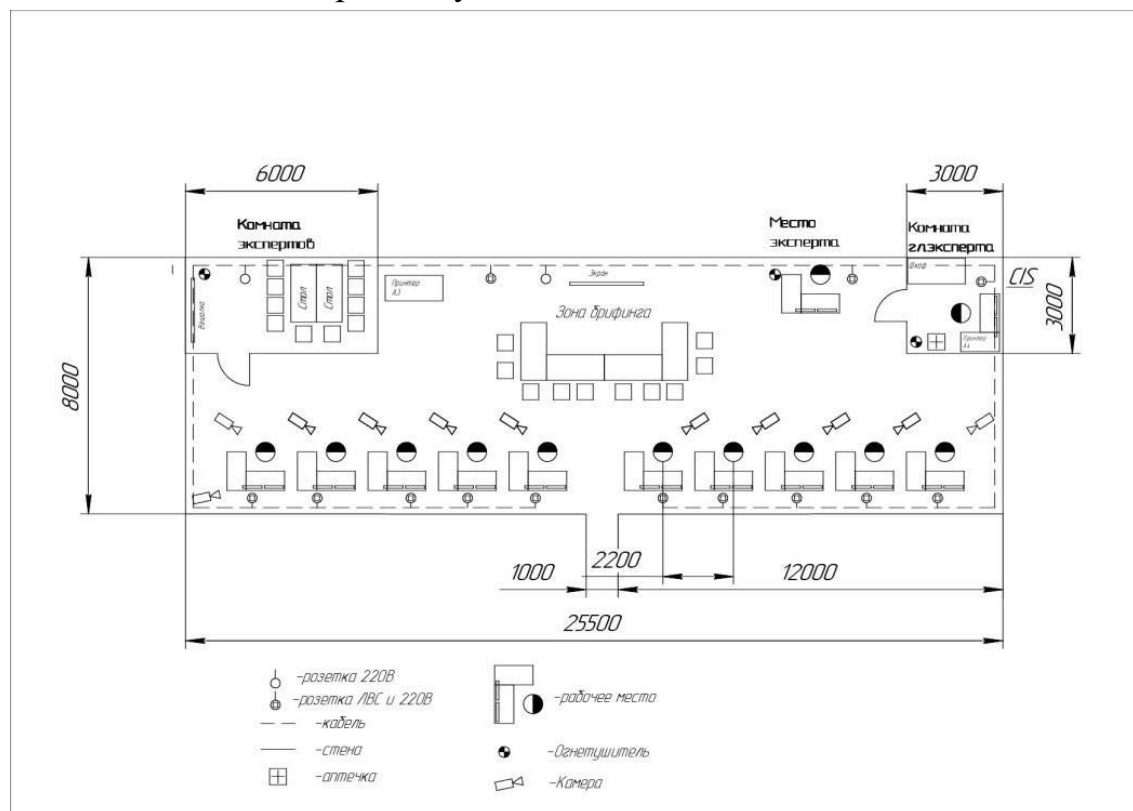 6000
3000
Комната
экспертов
Место
эксперта
Комната
гл.эксперта
Вешалка
Стол
Стол
Принтер
А3
Экран
Шкаф
CIS
Зона брифинга
Принтер
А4
3000
8000
1000
2200
12000
25500
-розетка 220В
-розетка ЛВС и 220В
-кабель
-стена
-аптечка
-рабочее место
-Огнетушитель
-Камера